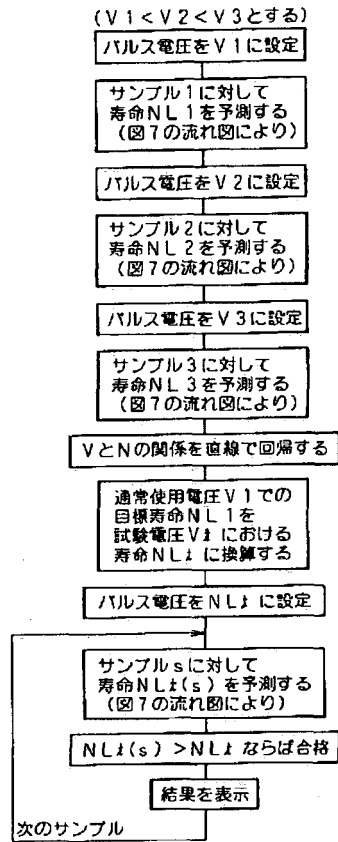 (V1<V2<V3とする)
パルス電圧をV1に設定
サンプル1に対して
寿命NL1を予測する
(図7の流れ図により)
パルス電圧をV2に設定
サンプル2に対して
寿命NL2を予測する
(図7の流れ図により)
パルス電圧をV3に設定
サンプル3に対して
寿命NL3を予測する
(図7の流れ図により)
VとNの関係を直線で回帰する
通常使用電圧V1での
目標寿命NL1を
試験電圧Vtにおける
寿命NLtに換算する
パルス電圧をNLtに設定
サンプルsに対して
寿命NLt(s)を予測する
(図7の流れ図により)
NLt(s)>NLtならば合格
結果を表示
次のサンプル